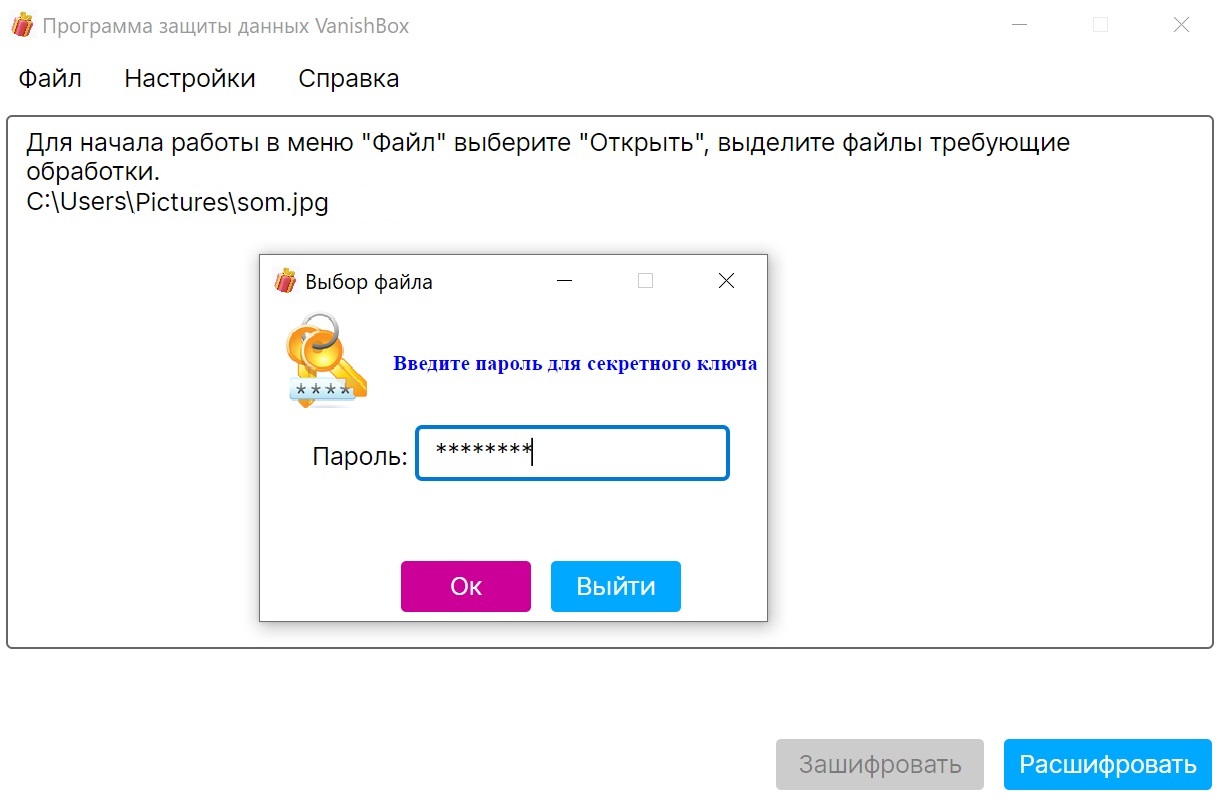 Программа защиты данных VanishBox
Файл Настройки Справка
Для начала работы в меню "Файл" выберите "Открыть", выделите файлы требующие
обработки.
C:\Users\Pictures\som.jpg
Выбор файла
Введите пароль для секретного ключа
****
Пароль: ********
Ок Выйти
Зашифровать Расшифровать